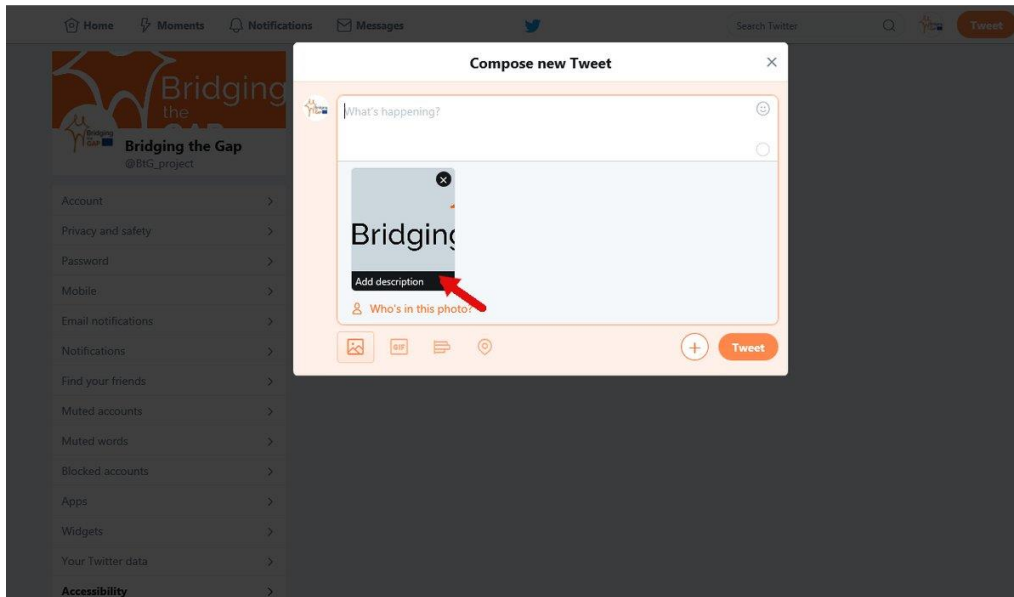 Home Moments Notifications Messages Search Twitter Tweet
Bridging
the
GAP
Bridging the Gap
@BtG_project
Account
Privacy and safety
Password
Mobile
Email notifications
Notifications
Find your friends
Muted accounts
Muted words
Blocked accounts
Apps
Widgets
Your Twitter data
Accessibility
Compose new Tweet
What's happening?
Bridging
Add description
Who's in this photo?
GIF
Tweet